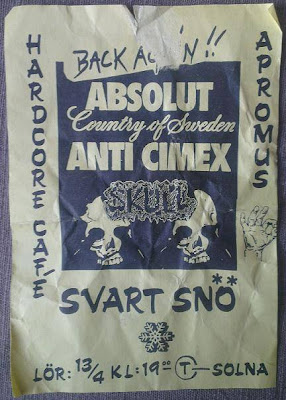 BACK AGAIN!!
HARDCORE CAFÉ
APROMUS
ABSOLUT
Country of Sweden
ANTI CIMEX
SKULL
SVART SNÖ
LÖR: 13/4 KL: 19 00 T SOLNA